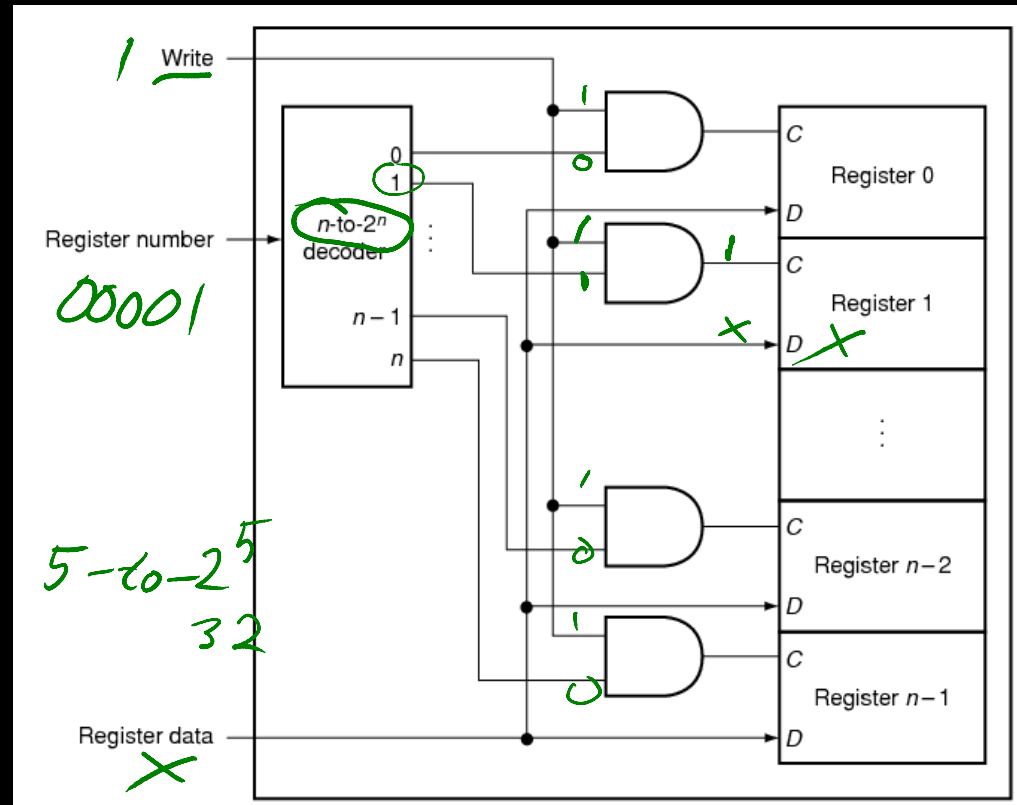 1 Write
1
0
C
0
1
Register 0
n-to-2ⁿ
decoder
⋮
D
Register number
1
1
1
C
00001
Register 1
n – 1
X
D X
n
⋮
1
C
0
Register n – 2
5-to-2⁵
D
32
1
C
0
Register n – 1
Register data
D
X